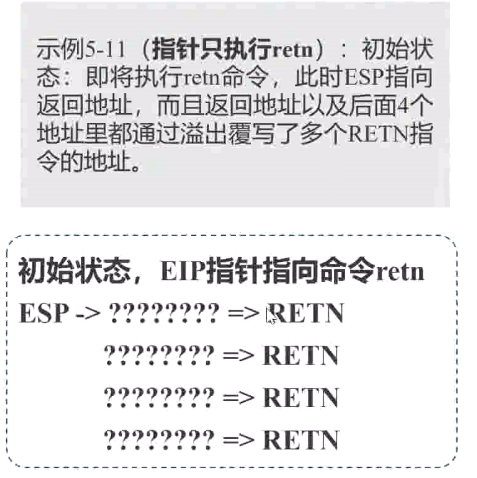 示例5-11（指针只执行retn）：初始状
态：即将执行retn命令，此时ESP指向
返回地址，而且返回地址以及后面4个
地址里都通过溢出覆写了多个RETN指
令的地址。
初始状态，EIP指针指向命令retn
ESP -> ???????? => RETN
???????? => RETN
???????? => RETN
???????? => RETN